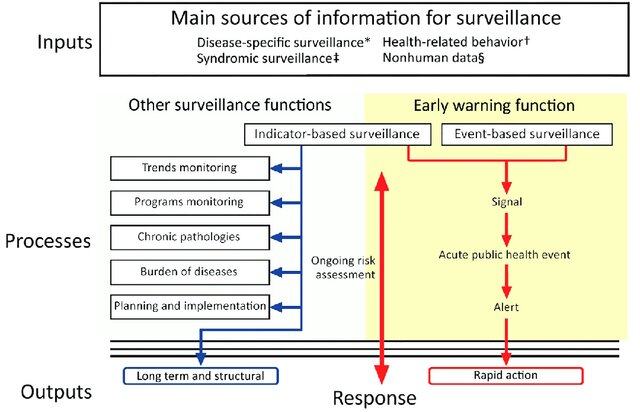 Main sources of information for surveillance
Inputs
Disease-specific surveillance* Health-related behavior†
Syndromic surveillance‡ Nonhuman data§
Other surveillance functions
Early warning function
Indicator-based surveillance
Event-based surveillance
Trends monitoring
Programs monitoring
Chronic pathologies
Burden of diseases
Planning and implementation
Processes
Ongoing risk
assessment
Signal
Acute public health event
Alert
Outputs
Long term and structural
Response
Rapid action